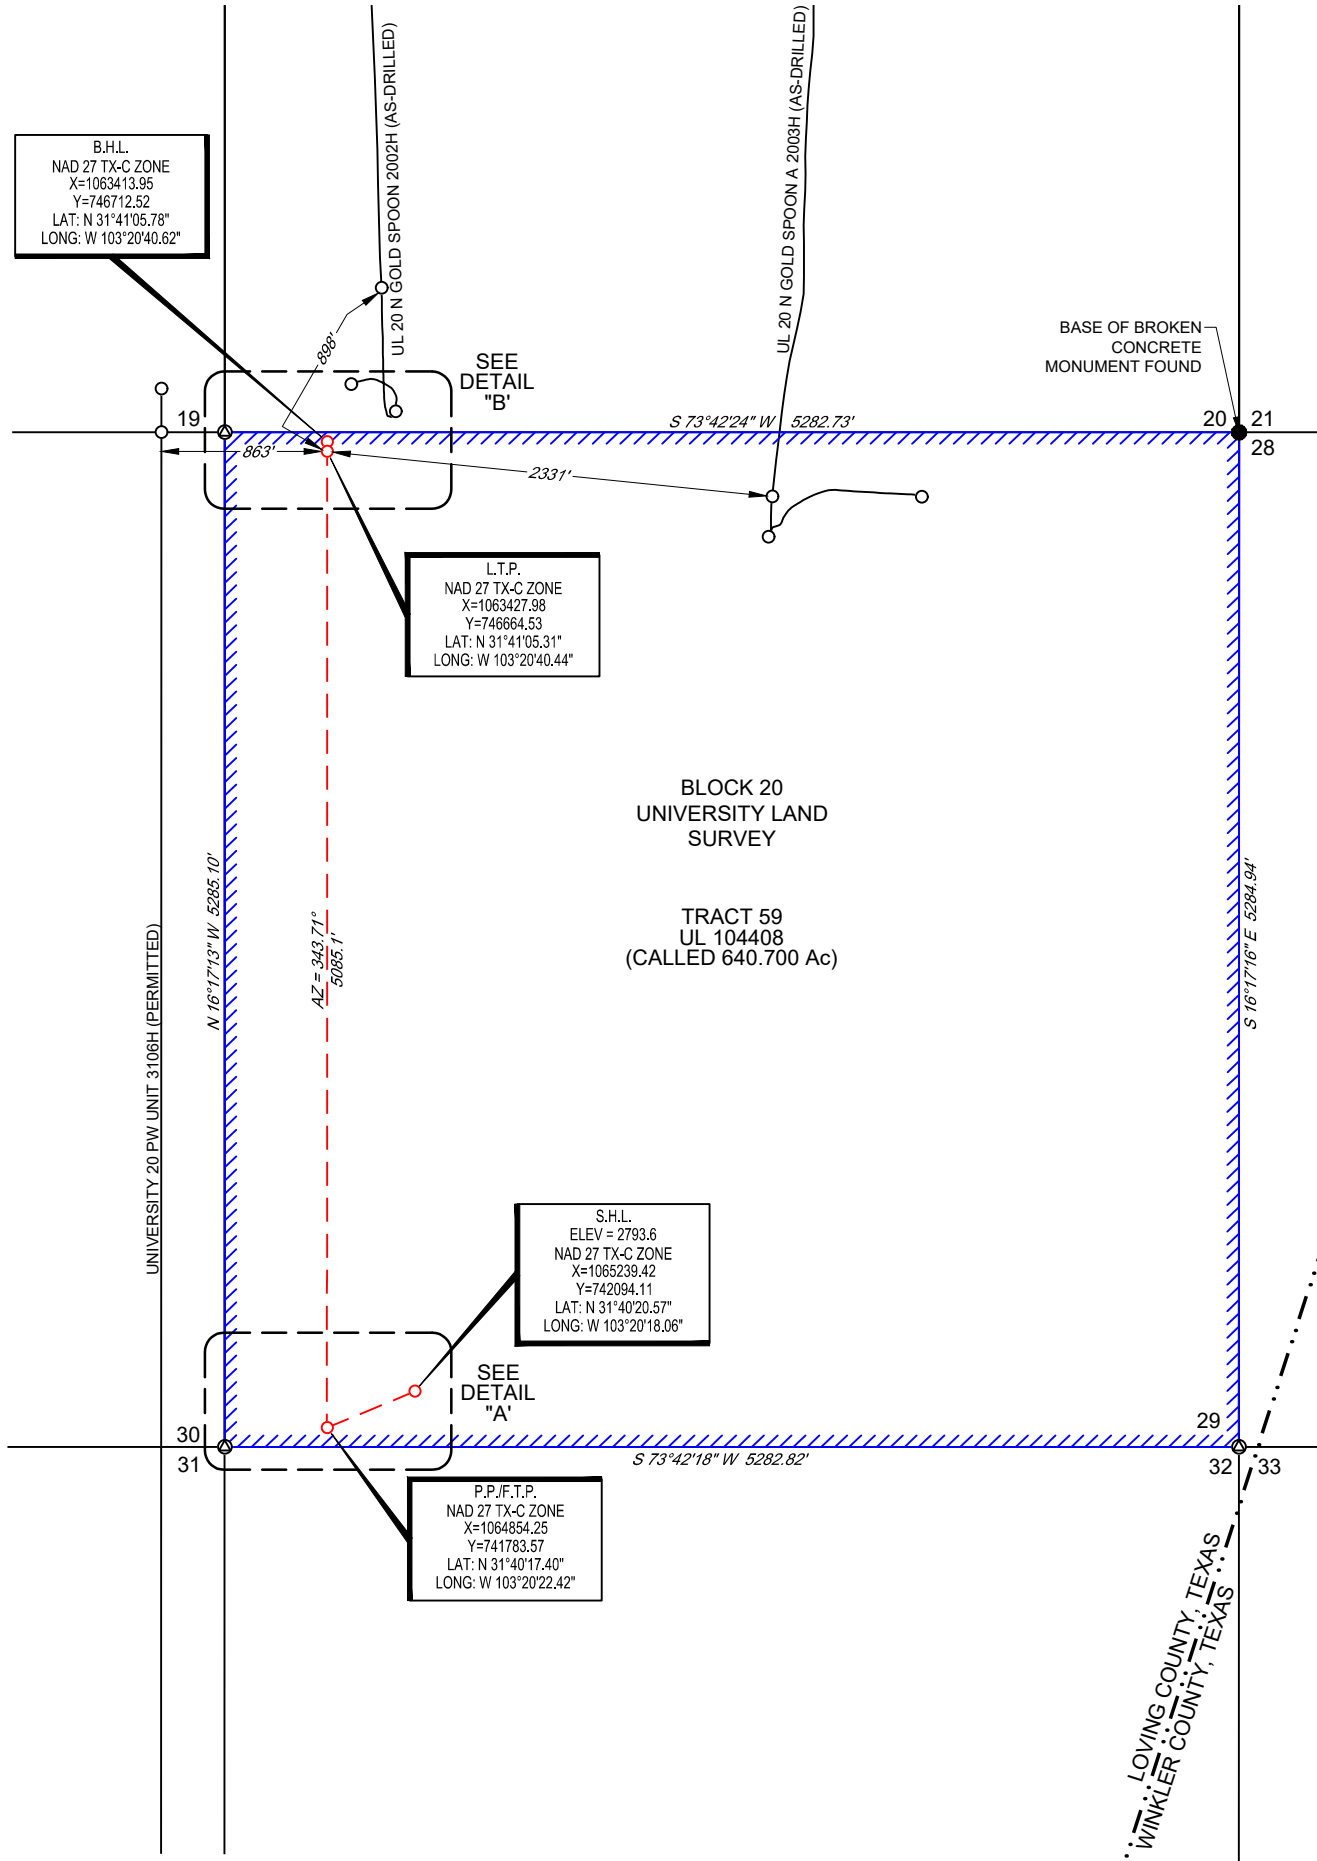 UL 20 N GOLD SPOON 2002H (AS-DRILLED)
UL 20 N GOLD SPOON A 2003H (AS-DRILLED)
B.H.L.
NAD 27 TX-C ZONE
X=1063413.95
Y=746712.52
LAT: N 31°41'05.78"
LONG: W 103°20'40.62"
BASE OF BROKEN
CONCRETE
MONUMENT FOUND
898'
SEE
DETAIL
"B'
19
S 73°42'24" W 5282.73'
20
21
28
863'
2331'
L.T.P.
NAD 27 TX-C ZONE
X=1063427.98
Y=746664.53
LAT: N 31°41'05.31"
LONG: W 103°20'40.44"
BLOCK 20
UNIVERSITY LAND
SURVEY
TRACT 59
UL 104408
(CALLED 640.700 Ac)
N 16°17'13" W 5285.10'
AZ = 343.71°
5085.1'
S 16°17'16" E 5284.94'
UNIVERSITY 20 PW UNIT 3106H (PERMITTED)
S.H.L.
ELEV = 2793.6
NAD 27 TX-C ZONE
X=1065239.42
Y=742094.11
LAT: N 31°40'20.57"
LONG: W 103°20'18.06"
SEE
DETAIL
"A'
30
31
29
32
33
S 73°42'18" W 5282.82'
P.P./F.T.P.
NAD 27 TX-C ZONE
X=1064854.25
Y=741783.57
LAT: N 31°40'17.40"
LONG: W 103°20'22.42"
LOVING COUNTY, TEXAS
WINKLER COUNTY, TEXAS